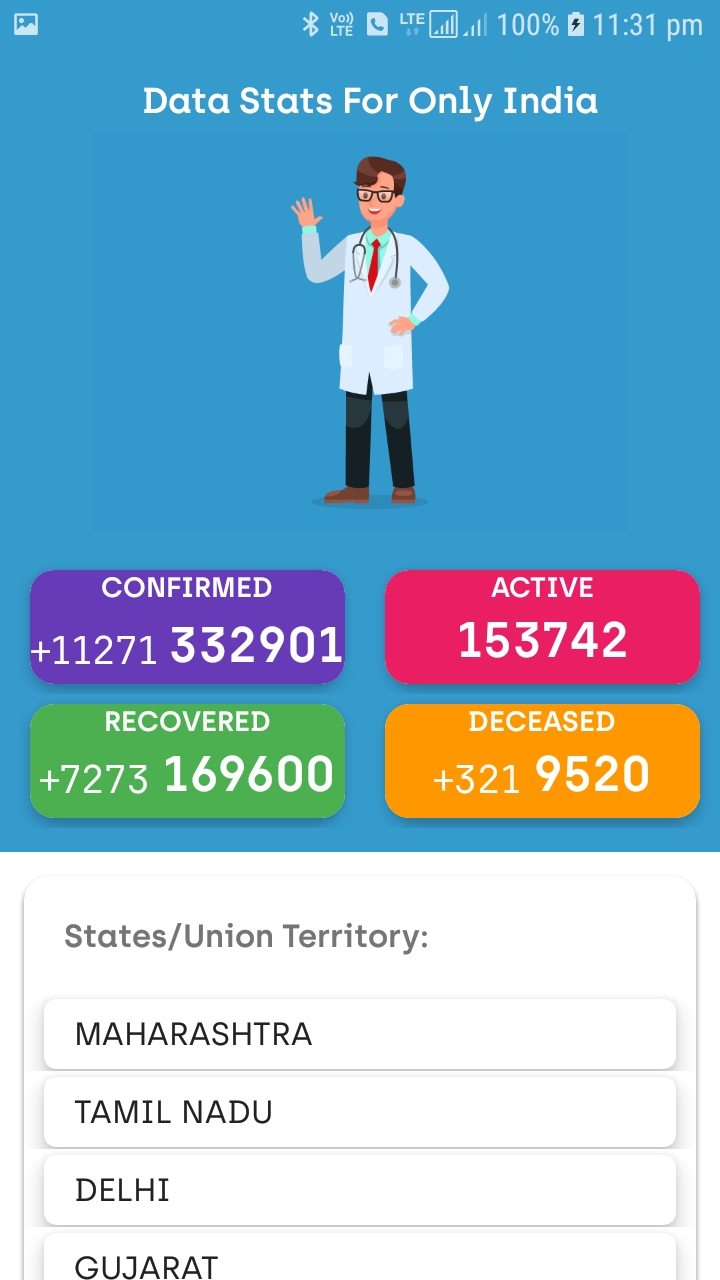 Vo)) LTE LTE 100% 11:31 pm
Data Stats For Only India
CONFIRMED
+11271 332901
ACTIVE
153742
RECOVERED
+7273 169600
DECEASED
+321 9520
States/Union Territory:
MAHARASHTRA
TAMIL NADU
DELHI
GUJARAT